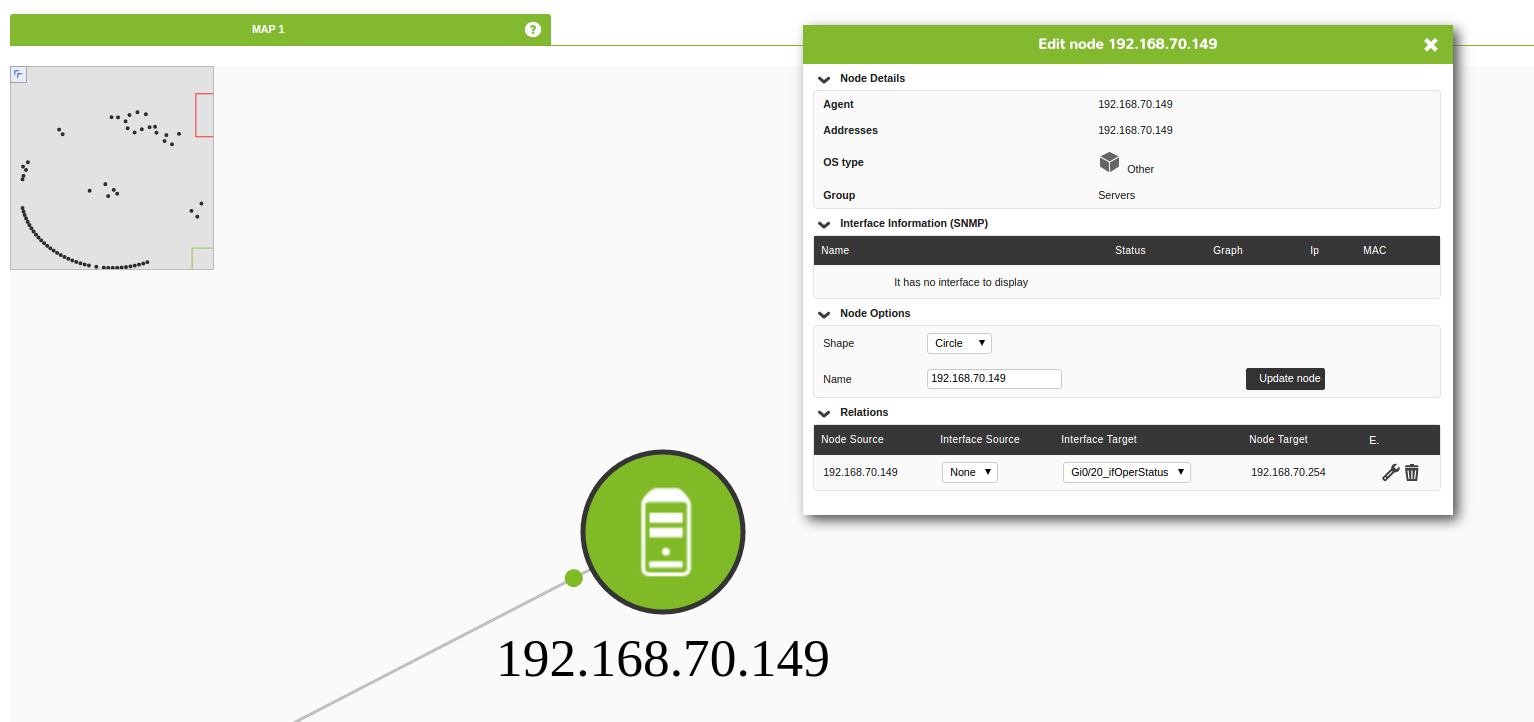 MAP 1 ?
Edit node 192.168.70.149
Node Details
Agent 192.168.70.149
Addresses 192.168.70.149
OS type Other
Group Servers
Interface Information (SNMP)
Name Status Graph Ip MAC
It has no interface to display
Node Options
Shape Circle
Name 192.168.70.149 Update node
Relations
Node Source Interface Source Interface Target Node Target E.
192.168.70.149 None Gi0/20_ifOperStatus 192.168.70.254
192.168.70.149